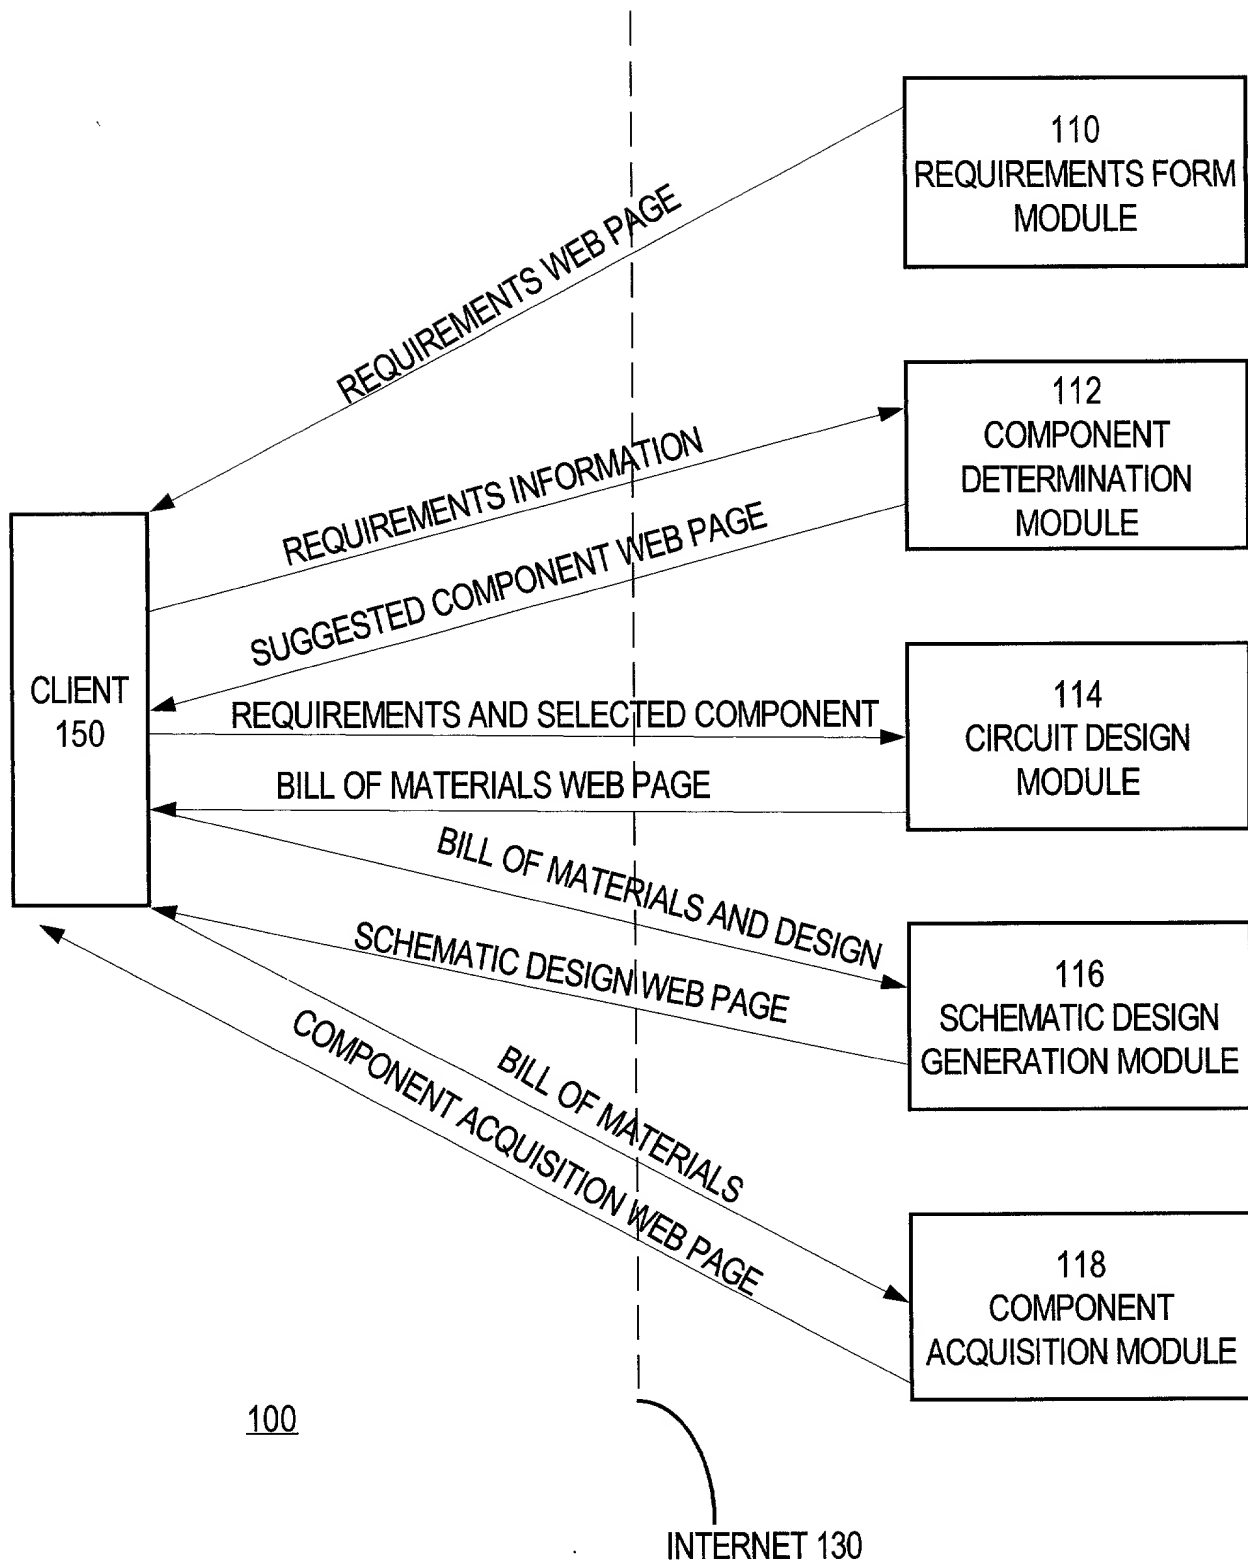 110
REQUIREMENTS FORM
MODULE
REQUIREMENTS WEB PAGE
112
COMPONENT
DETERMINATION
MODULE
REQUIREMENTS INFORMATION
SUGGESTED COMPONENT WEB PAGE
CLIENT
150
REQUIREMENTS AND SELECTED COMPONENT
114
CIRCUIT DESIGN
MODULE
BILL OF MATERIALS WEB PAGE
BILL OF MATERIALS AND DESIGN
SCHEMATIC DESIGN WEB PAGE
116
SCHEMATIC DESIGN
GENERATION MODULE
BILL OF MATERIALS
COMPONENT ACQUISITION WEB PAGE
118
COMPONENT
ACQUISITION MODULE
100
INTERNET 130